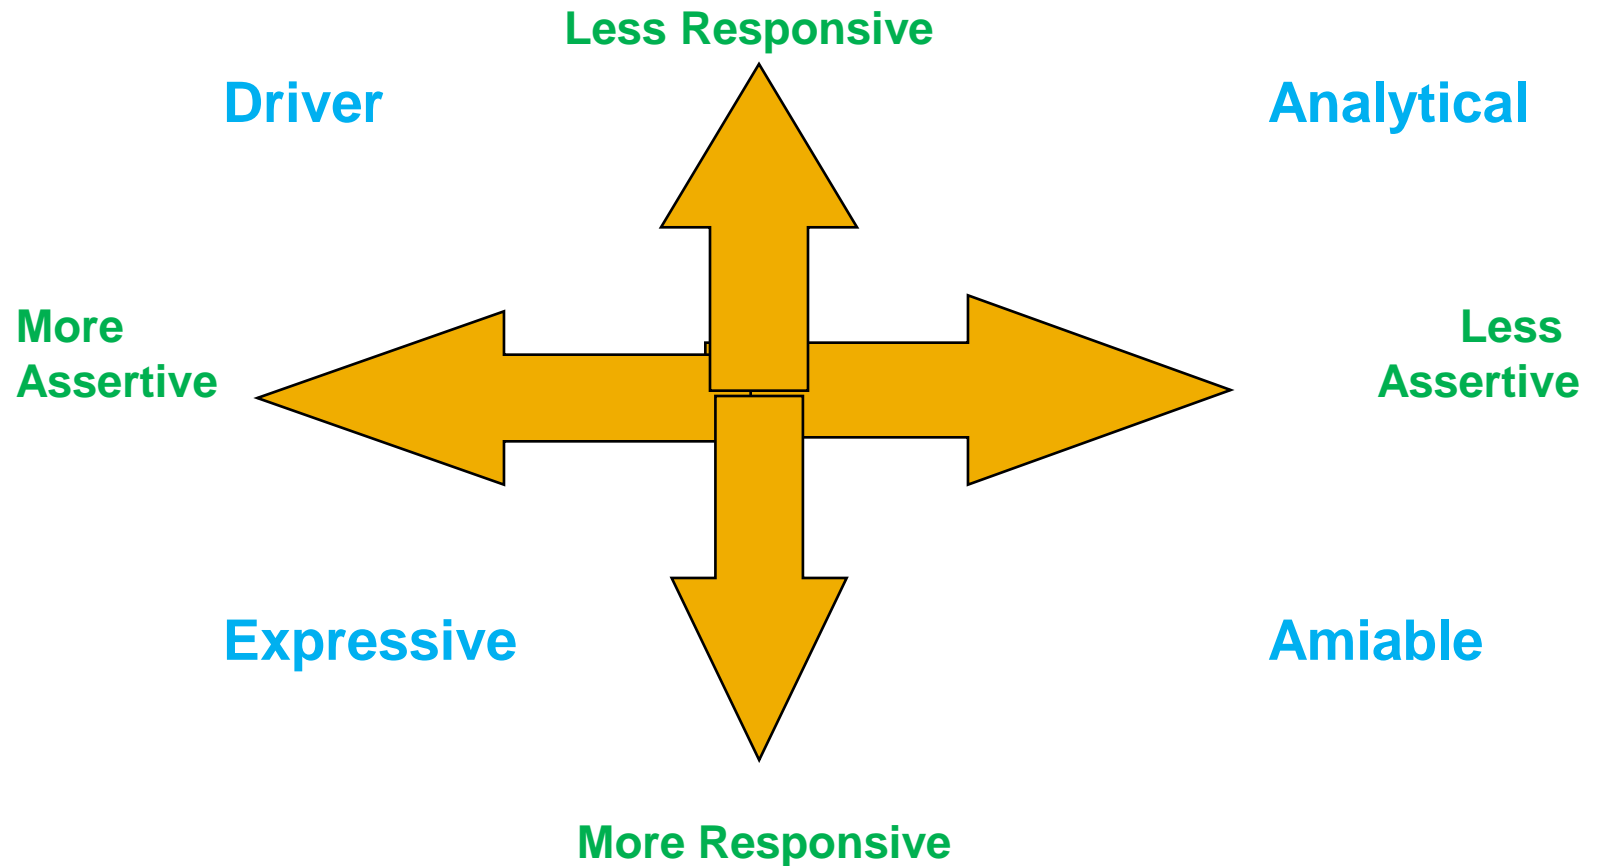 Less Responsive
Driver
Analytical
More
Assertive
Less
Assertive
Expressive
Amiable
More Responsive